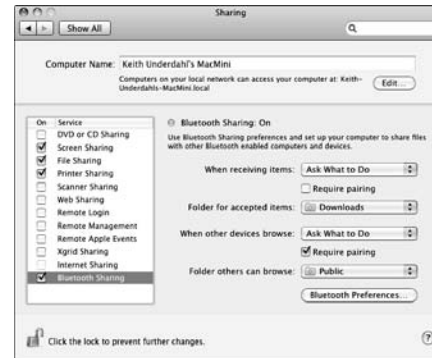 Sharing
Show All
Computer Name: Keith Underdahl's MacMini
Computers on your local network can access your computer at: Keith-
Underdahls-MacMini.local
Edit...
On Service
DVD or CD Sharing
Screen Sharing
File Sharing
Printer Sharing
Scanner Sharing
Web Sharing
Remote Login
Remote Management
Remote Apple Events
Xgrid Sharing
Internet Sharing
Bluetooth Sharing
Bluetooth Sharing: On
Use Bluetooth Sharing preferences and set up your computer to share files
with other Bluetooth enabled computers and devices.
When receiving items: Ask What to Do
Require pairing
Folder for accepted items: Downloads
When other devices browse: Ask What to Do
Require pairing
Folder others can browse: Public
Bluetooth Preferences...
Click the lock to prevent further changes.
?